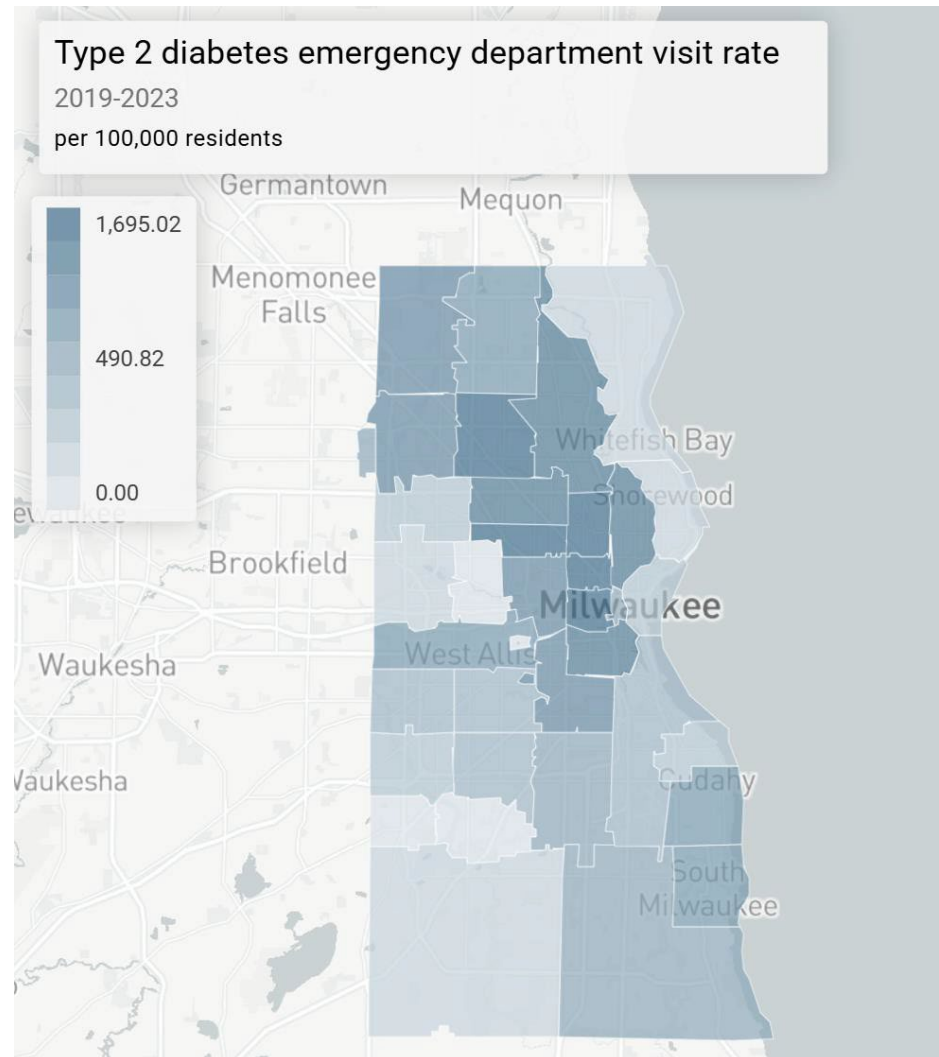 Type 2 diabetes emergency department visit rate
2019-2023
per 100,000 residents
Germantown
Mequon
1,695.02
Menomonee
Falls
490.82
Whitefish Bay
0.00
Shorewood
Brookfield
Milwaukee
West Allis
Waukesha
Waukesha
Cudahy
South
Milwaukee